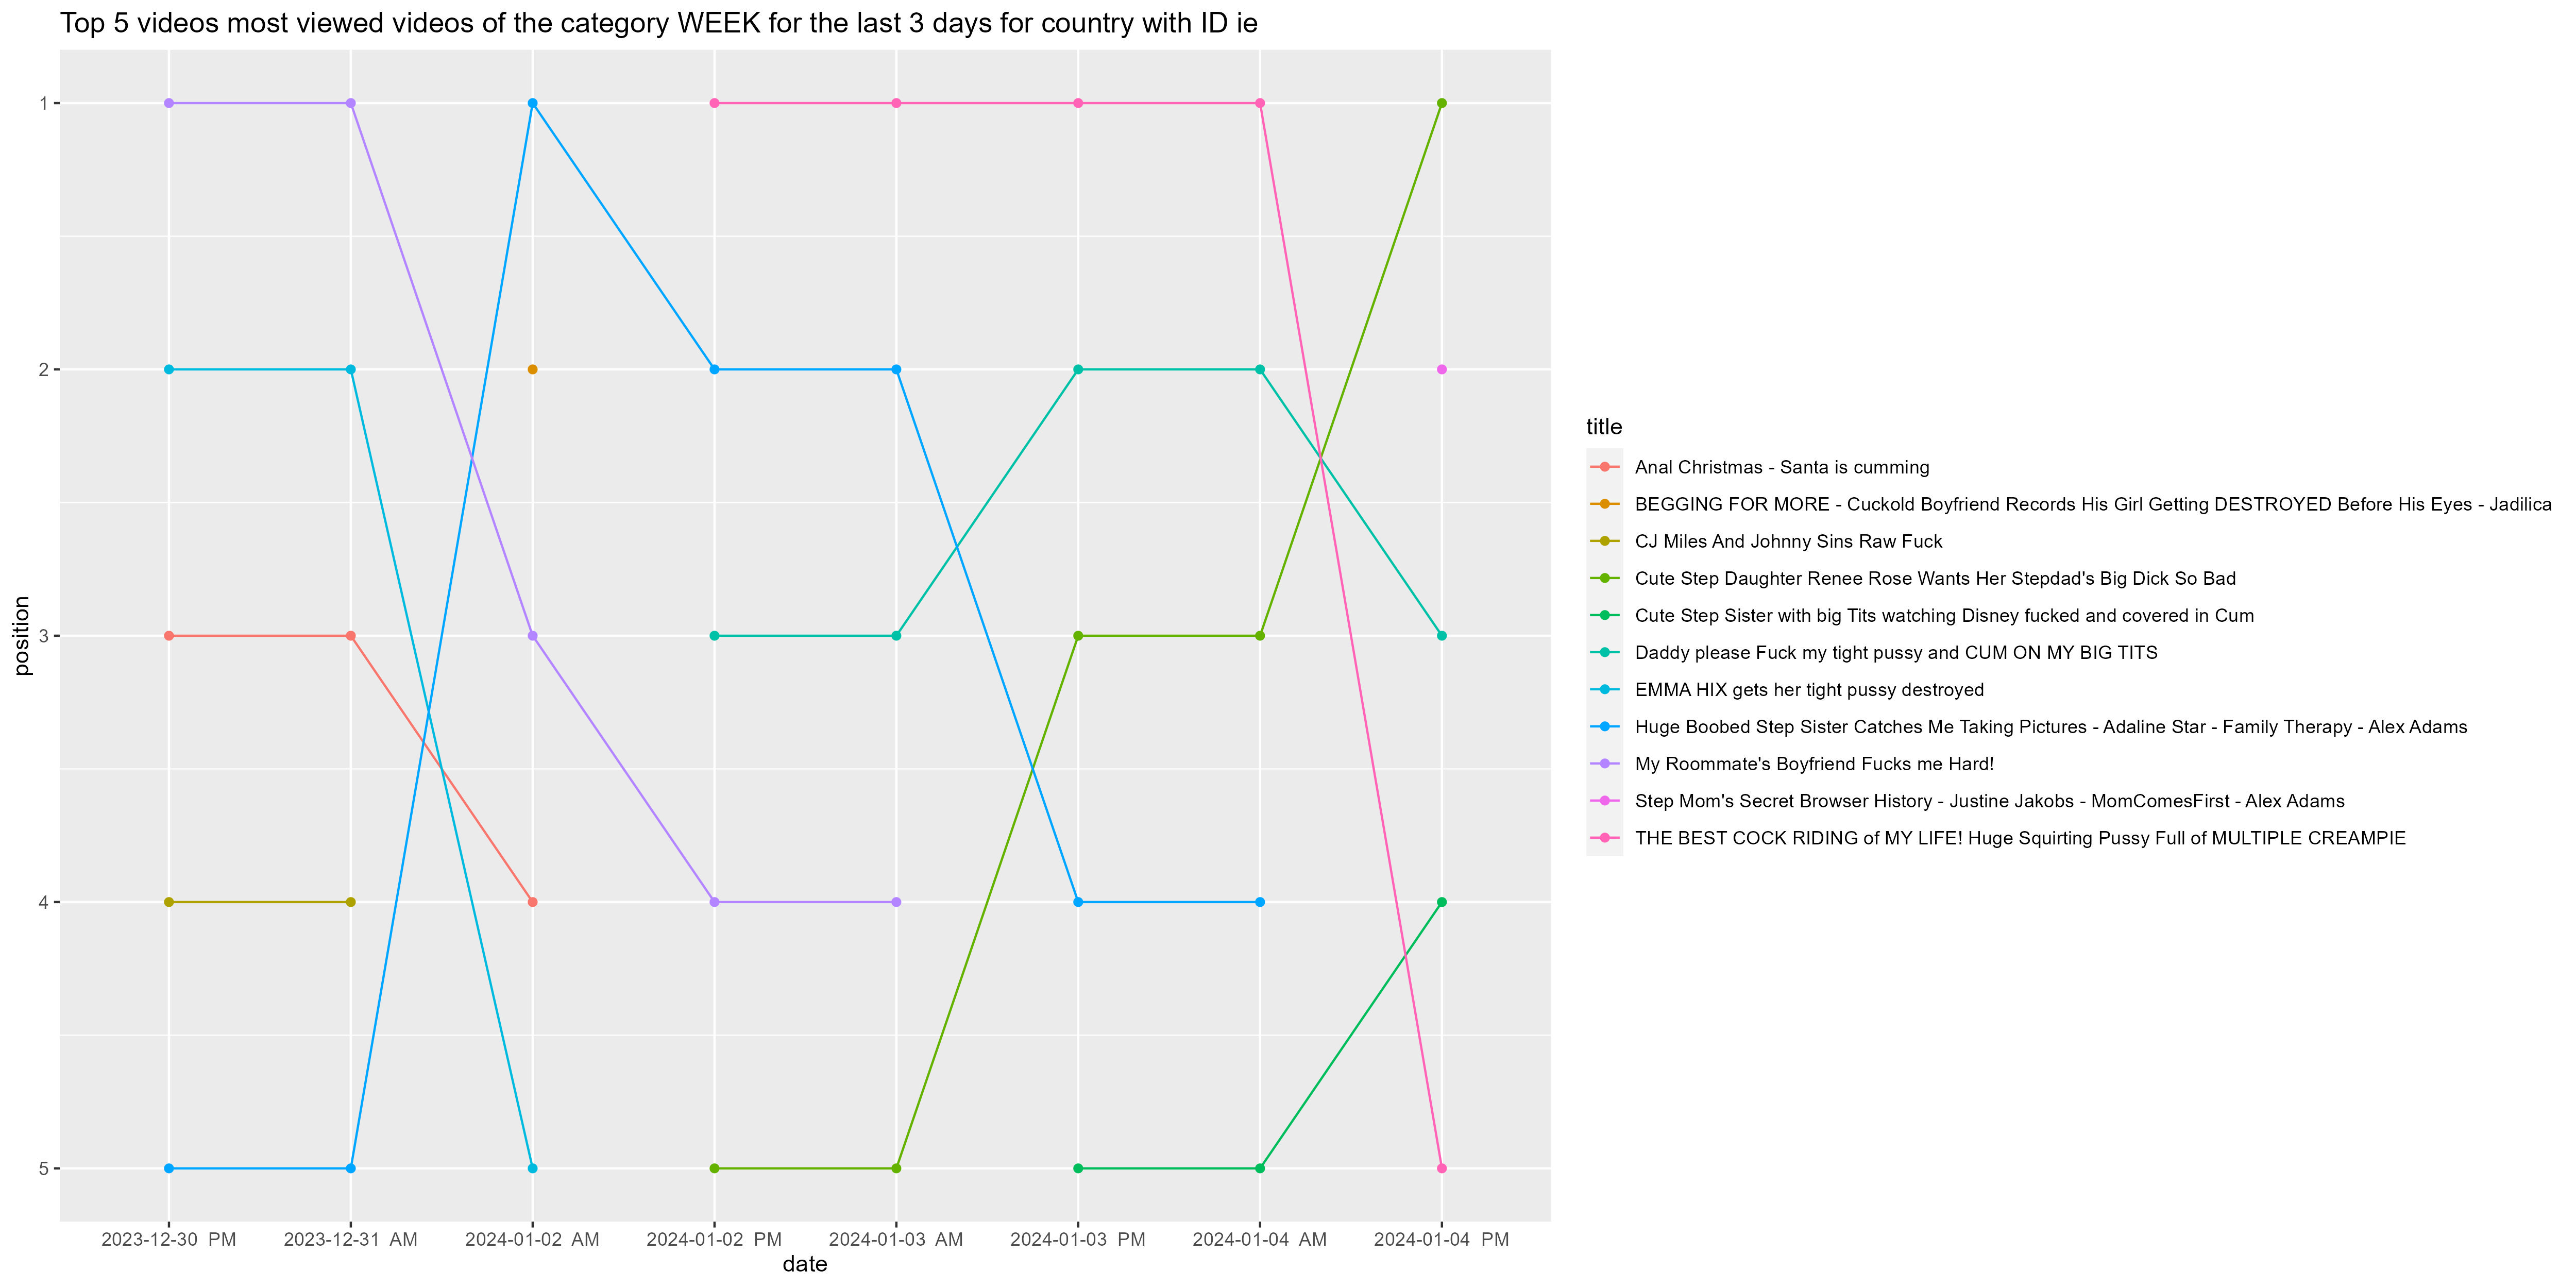 Top 5 videos most viewed videos of the category WEEK for the last 3 days for country with ID ie
position
1
2
3
4
5
2023-12-30 PM
2023-12-31 AM
2024-01-02 AM
2024-01-02 PM
2024-01-03 AM
2024-01-03 PM
2024-01-04 AM
2024-01-04 PM
date
title
Anal Christmas - Santa is cumming
BEGGING FOR MORE - Cuckold Boyfriend Records His Girl Getting DESTROYED Before His Eyes - Jadilica
CJ Miles And Johnny Sins Raw Fuck
Cute Step Daughter Renee Rose Wants Her Stepdad's Big Dick So Bad
Cute Step Sister with big Tits watching Disney fucked and covered in Cum
Daddy please Fuck my tight pussy and CUM ON MY BIG TITS
EMMA HIX gets her tight pussy destroyed
Huge Boobed Step Sister Catches Me Taking Pictures - Adaline Star - Family Therapy - Alex Adams
My Roommate's Boyfriend Fucks me Hard!
Step Mom's Secret Browser History - Justine Jakobs - MomComesFirst - Alex Adams
THE BEST COCK RIDING of MY LIFE! Huge Squirting Pussy Full of MULTIPLE CREAMPIE